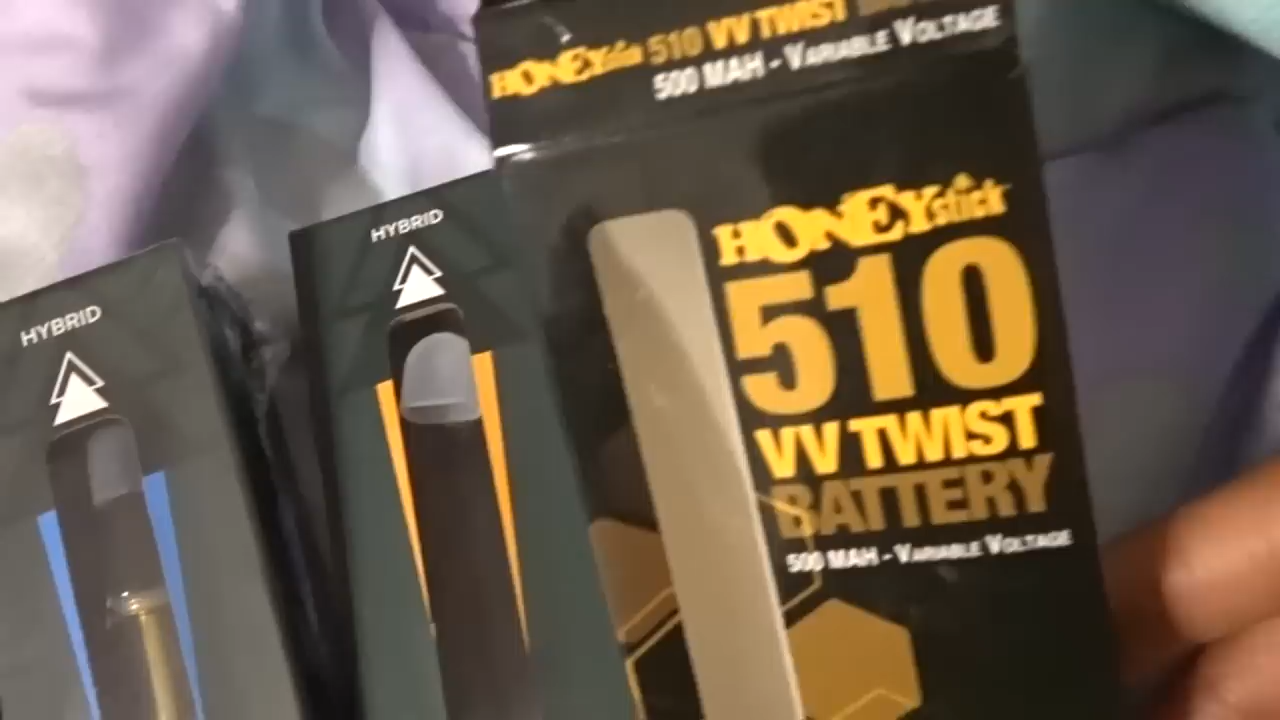 HONEYstick 510 VV TWIST
500 MAH - VARIABLE VOLTAGE
HYBRID
HYBRID
HONEYstick
510
VV TWIST
BATTERY
500 MAH - VARIABLE VOLTAGE